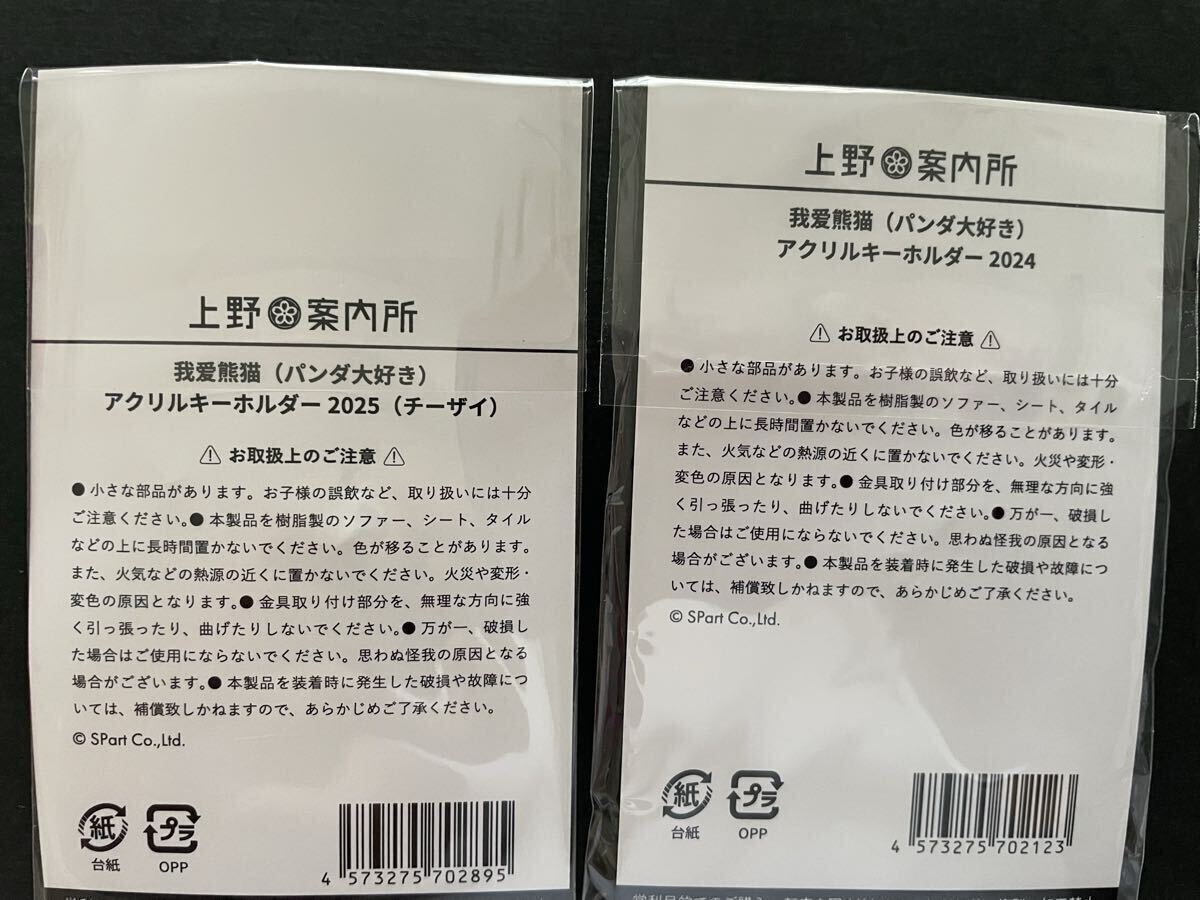 上野案内所
我爱熊猫（パンダ大好き）
アクリルキーホルダー 2025（チーザイ）
⚠ お取扱上のご注意 ⚠
● 小さな部品があります。お子様の誤飲など、取り扱いには十分
ご注意ください。● 本製品を樹脂製のソファー、シート、タイル
などの上に長時間置かないでください。色が移ることがあります。
また、火気などの熱源の近くに置かないでください。火災や変形・
変色の原因となります。● 金具取り付け部分を、無理な方向に強
く引っ張ったり、曲げたりしないでください。● 万が一、破損し
た場合はご使用にならないでください。思わぬ怪我の原因となる
場合がございます。● 本製品を装着時に発生した破損や故障につ
いては、補償致しかねますので、あらかじめご了承ください。
© SPart Co.,Ltd.
紙
台紙
プラ
OPP
4 573275 702895
上野案内所
我爱熊猫（パンダ大好き）
アクリルキーホルダー 2024
⚠ お取扱上のご注意 ⚠
● 小さな部品があります。お子様の誤飲など、取り扱いには十分
ご注意ください。● 本製品を樹脂製のソファー、シート、タイル
などの上に長時間置かないでください。色が移ることがあります。
また、火気などの熱源の近くに置かないでください。火災や変形・
変色の原因となります。● 金具取り付け部分を、無理な方向に強
く引っ張ったり、曲げたりしないでください。● 万が一、破損し
た場合はご使用にならないでください。思わぬ怪我の原因となる
場合がございます。● 本製品を装着時に発生した破損や故障につ
いては、補償致しかねますので、あらかじめご了承ください。
© SPart Co.,Ltd.
紙
台紙
プラ
OPP
4 573275 702123